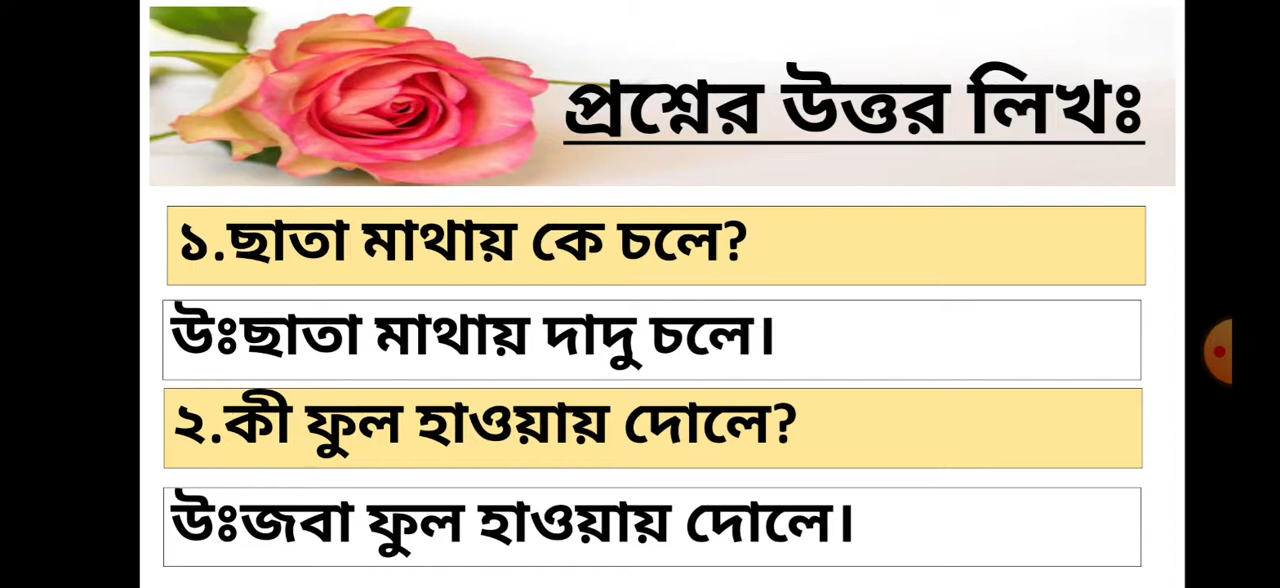 প্রশ্নের উত্তর লিখঃ
১.ছাতা মাথায় কে চলে?
উঃছাতা মাথায় দাদু চলে।
২.কী ফুল হাওয়ায় দোলে?
উঃজবা ফুল হাওয়ায় দোলে।